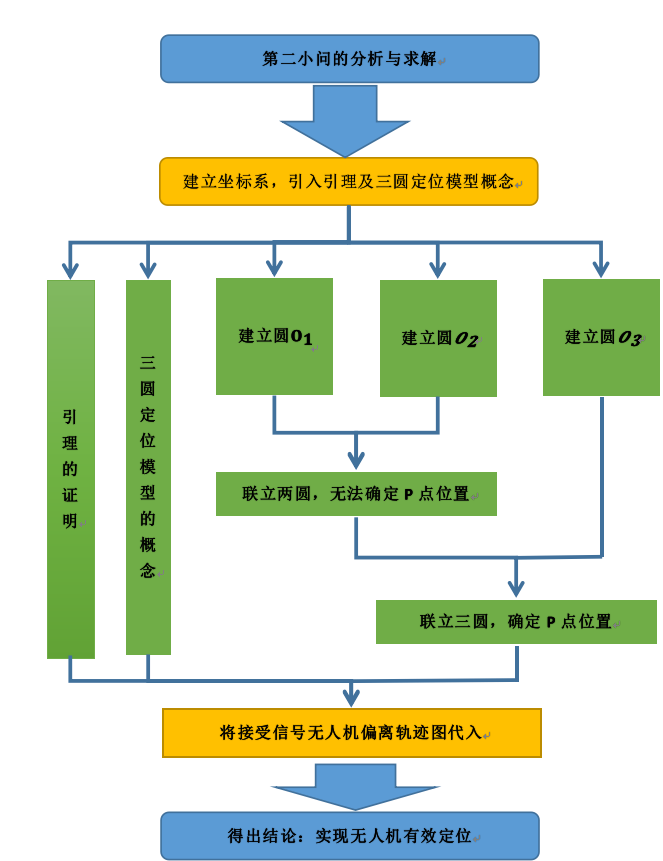 第二小问的分析与求解
建立坐标系，引入引理及三圆定位模型概念
引理的证明
三圆定位模型的概念
建立圆O1
建立圆O2
建立圆O3
联立两圆，无法确定 P 点位置
联立三圆，确定 P 点位置
将接受信号无人机偏离轨迹图代入
得出结论：实现无人机有效定位